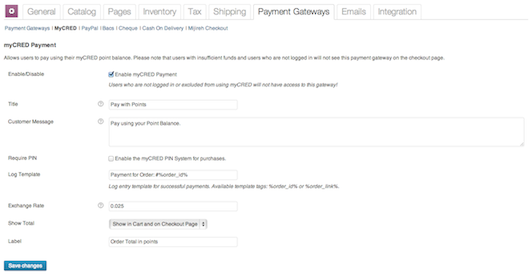 General Catalog Pages Inventory Tax Shipping Payment Gateways Emails Integration
Payment Gateways | MyCRED | PayPal | Bacs | Cheque | Cash On Delivery | Mijireh Checkout
myCRED Payment
Allows users to pay using their myCRED point balance. Please note that users with insufficient funds and users who are not logged in will not see this payment gateway on the checkout page.
Enable/Disable Enable myCRED Payment
Users who are not logged in or excluded from using myCRED will not have access to this gateway!
Title Pay with Points
Customer Message Pay using your Point Balance.
Require PIN Enable the myCRED PIN System for purchases.
Log Template Payment for Order: #%order_id%
Log entry template for successful payments. Available template tags: %order_id% or %order_link%.
Exchange Rate 0.025
Show Total Show in Cart and on Checkout Page
Label Order Total in points
Save changes